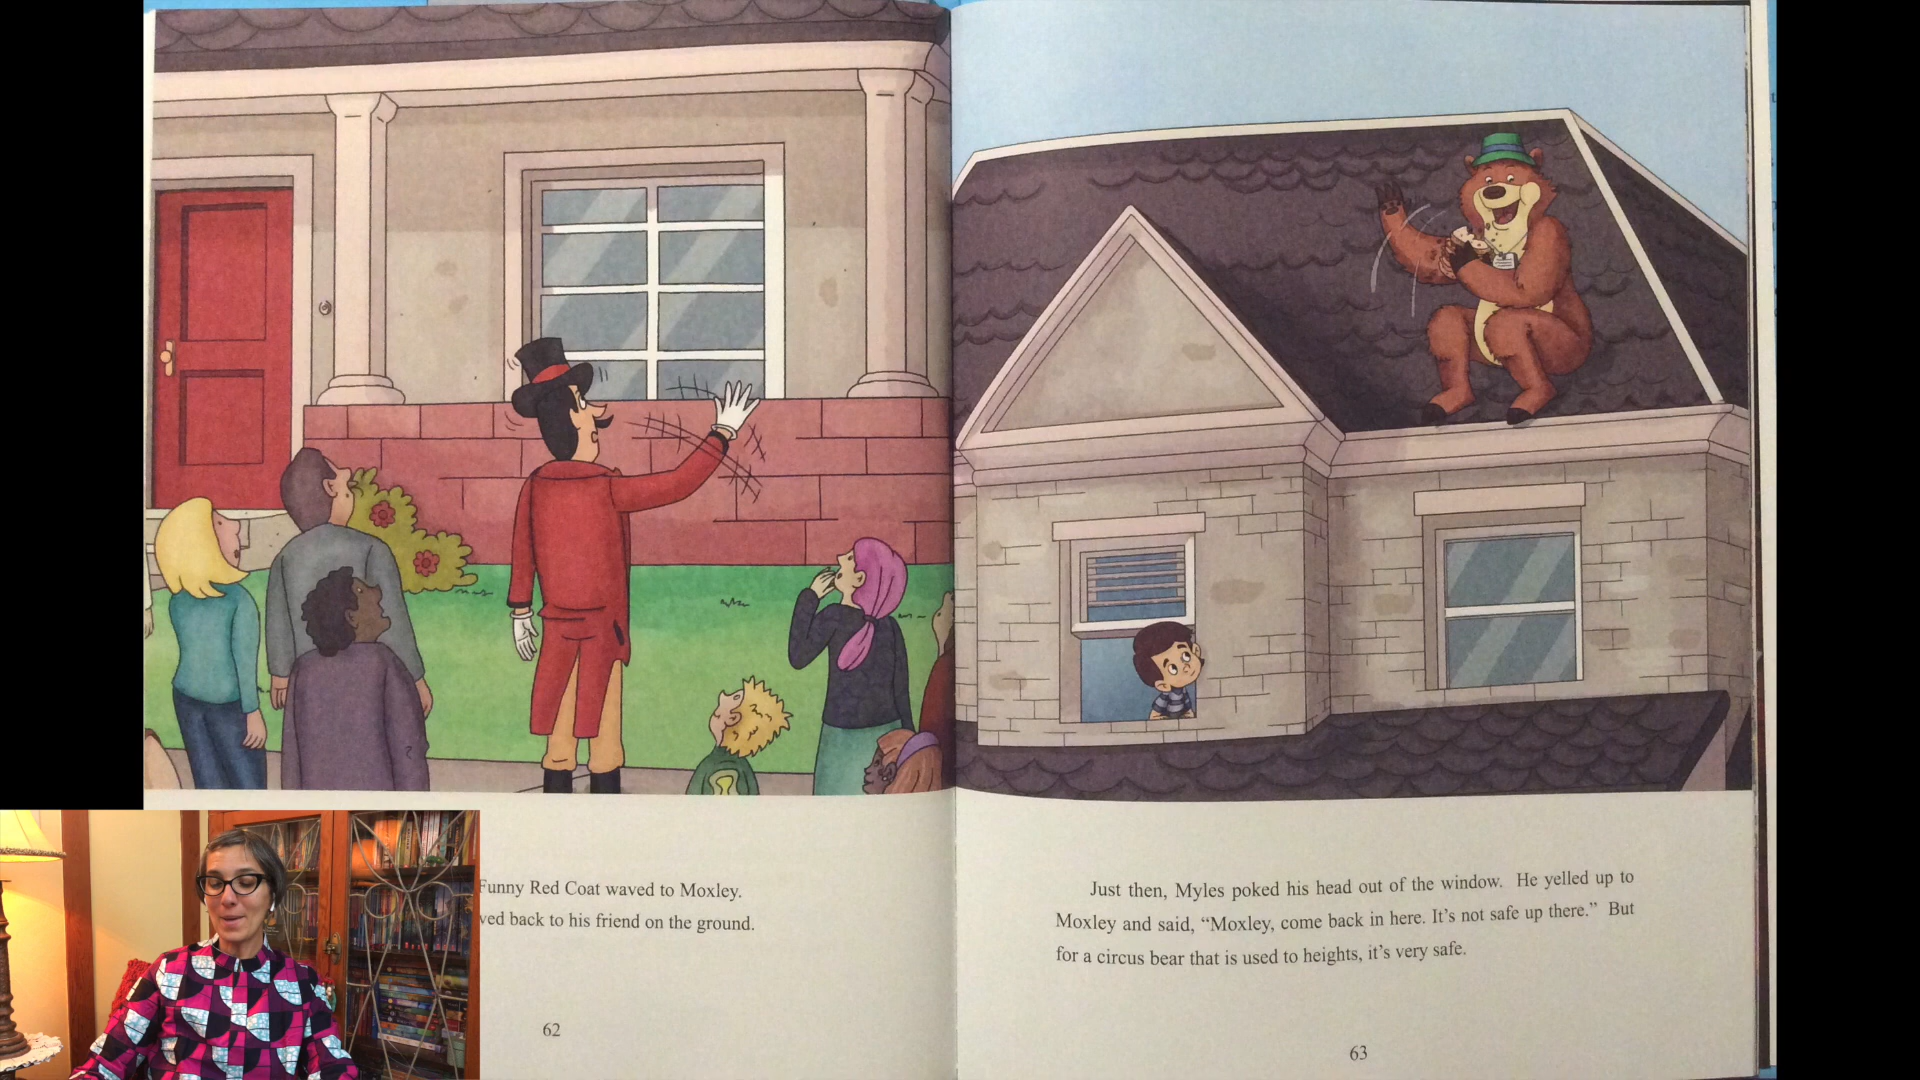 Funny Red Coat waved to Moxley.
ved back to his friend on the ground.
62
Just then, Myles poked his head out of the window. He yelled up to
Moxley and said, “Moxley, come back in here. It’s not safe up there.” But
for a circus bear that is used to heights, it’s very safe.
63